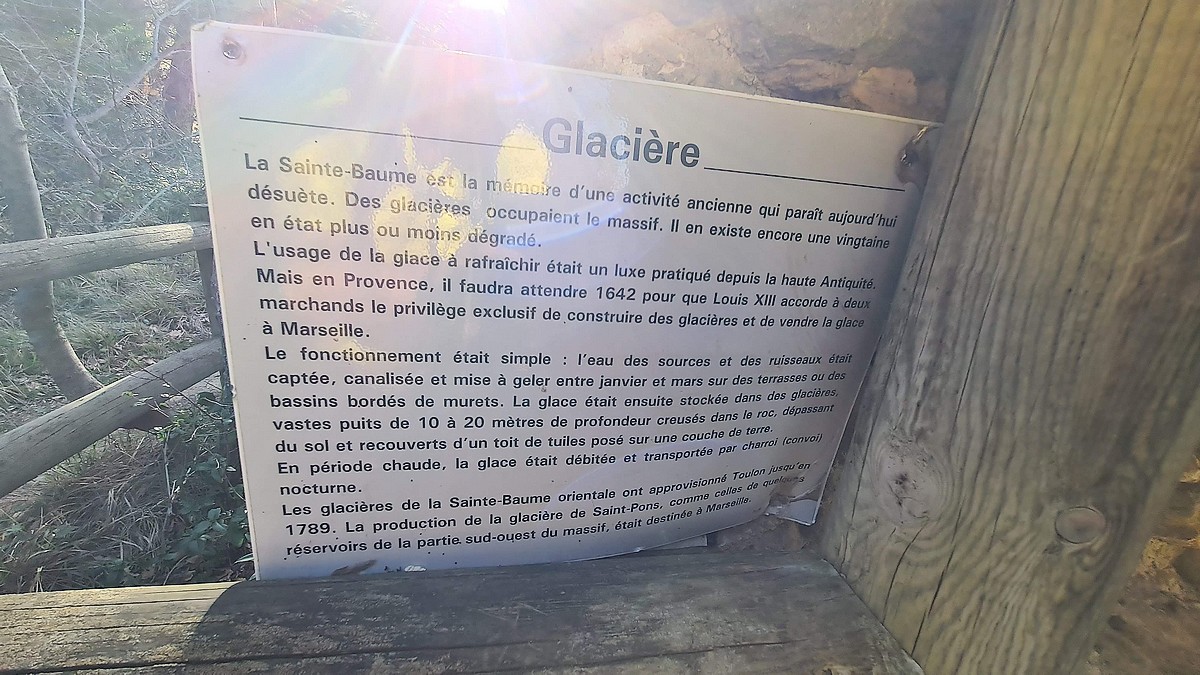 Glacière
La Sainte-Baume est la mémoire d'une activité ancienne qui paraît aujourd'hui
désuète. Des glacières occupaient le massif. Il en existe encore une vingtaine
en état plus ou moins dégradé.
L'usage de la glace à rafraîchir était un luxe pratiqué depuis la haute Antiquité.
Mais en Provence, il faudra attendre 1642 pour que Louis XIII accorde à deux
marchands le privilège exclusif de construire des glacières et de vendre la glace
à Marseille.
Le fonctionnement était simple : l'eau des sources et des ruisseaux était
captée, canalisée et mise à geler entre janvier et mars sur des terrasses ou des
bassins bordés de murets. La glace était ensuite stockée dans des glacières,
vastes puits de 10 à 20 mètres de profondeur creusés dans le roc, dépassant
du sol et recouverts d'un toit de tuiles posé sur une couche de terre.
En période chaude, la glace était débitée et transportée par charroi (convoi)
nocturne.
Les glacières de la Sainte-Baume orientale ont approvisionné Toulon jusqu'en
1789. La production de la glacière de Saint-Pons, comme celles de quelques
réservoirs de la partie sud-ouest du massif, était destinée à Marseille.